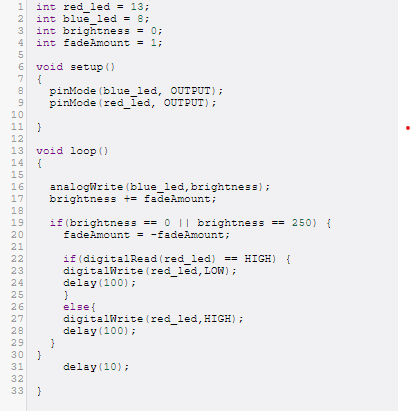 1 int red_led = 13;
2 int blue_led = 8;
3 int brightness = 0;
4 int fadeAmount = 1;
5
6 void setup()
7 {
8   pinMode(blue_led, OUTPUT);
9   pinMode(red_led, OUTPUT);
10
11 }
12
13 void loop()
14 {
15
16   analogWrite(blue_led,brightness);
17   brightness += fadeAmount;
18
19   if(brightness == 0 || brightness == 250) {
20     fadeAmount = -fadeAmount;
21
22     if(digitalRead(red_led) == HIGH) {
23     digitalWrite(red_led,LOW);
24     delay(100);
25     }
26     else{
27     digitalWrite(red_led,HIGH);
28     delay(100);
29   }
30 }
31     delay(10);
32
33 }